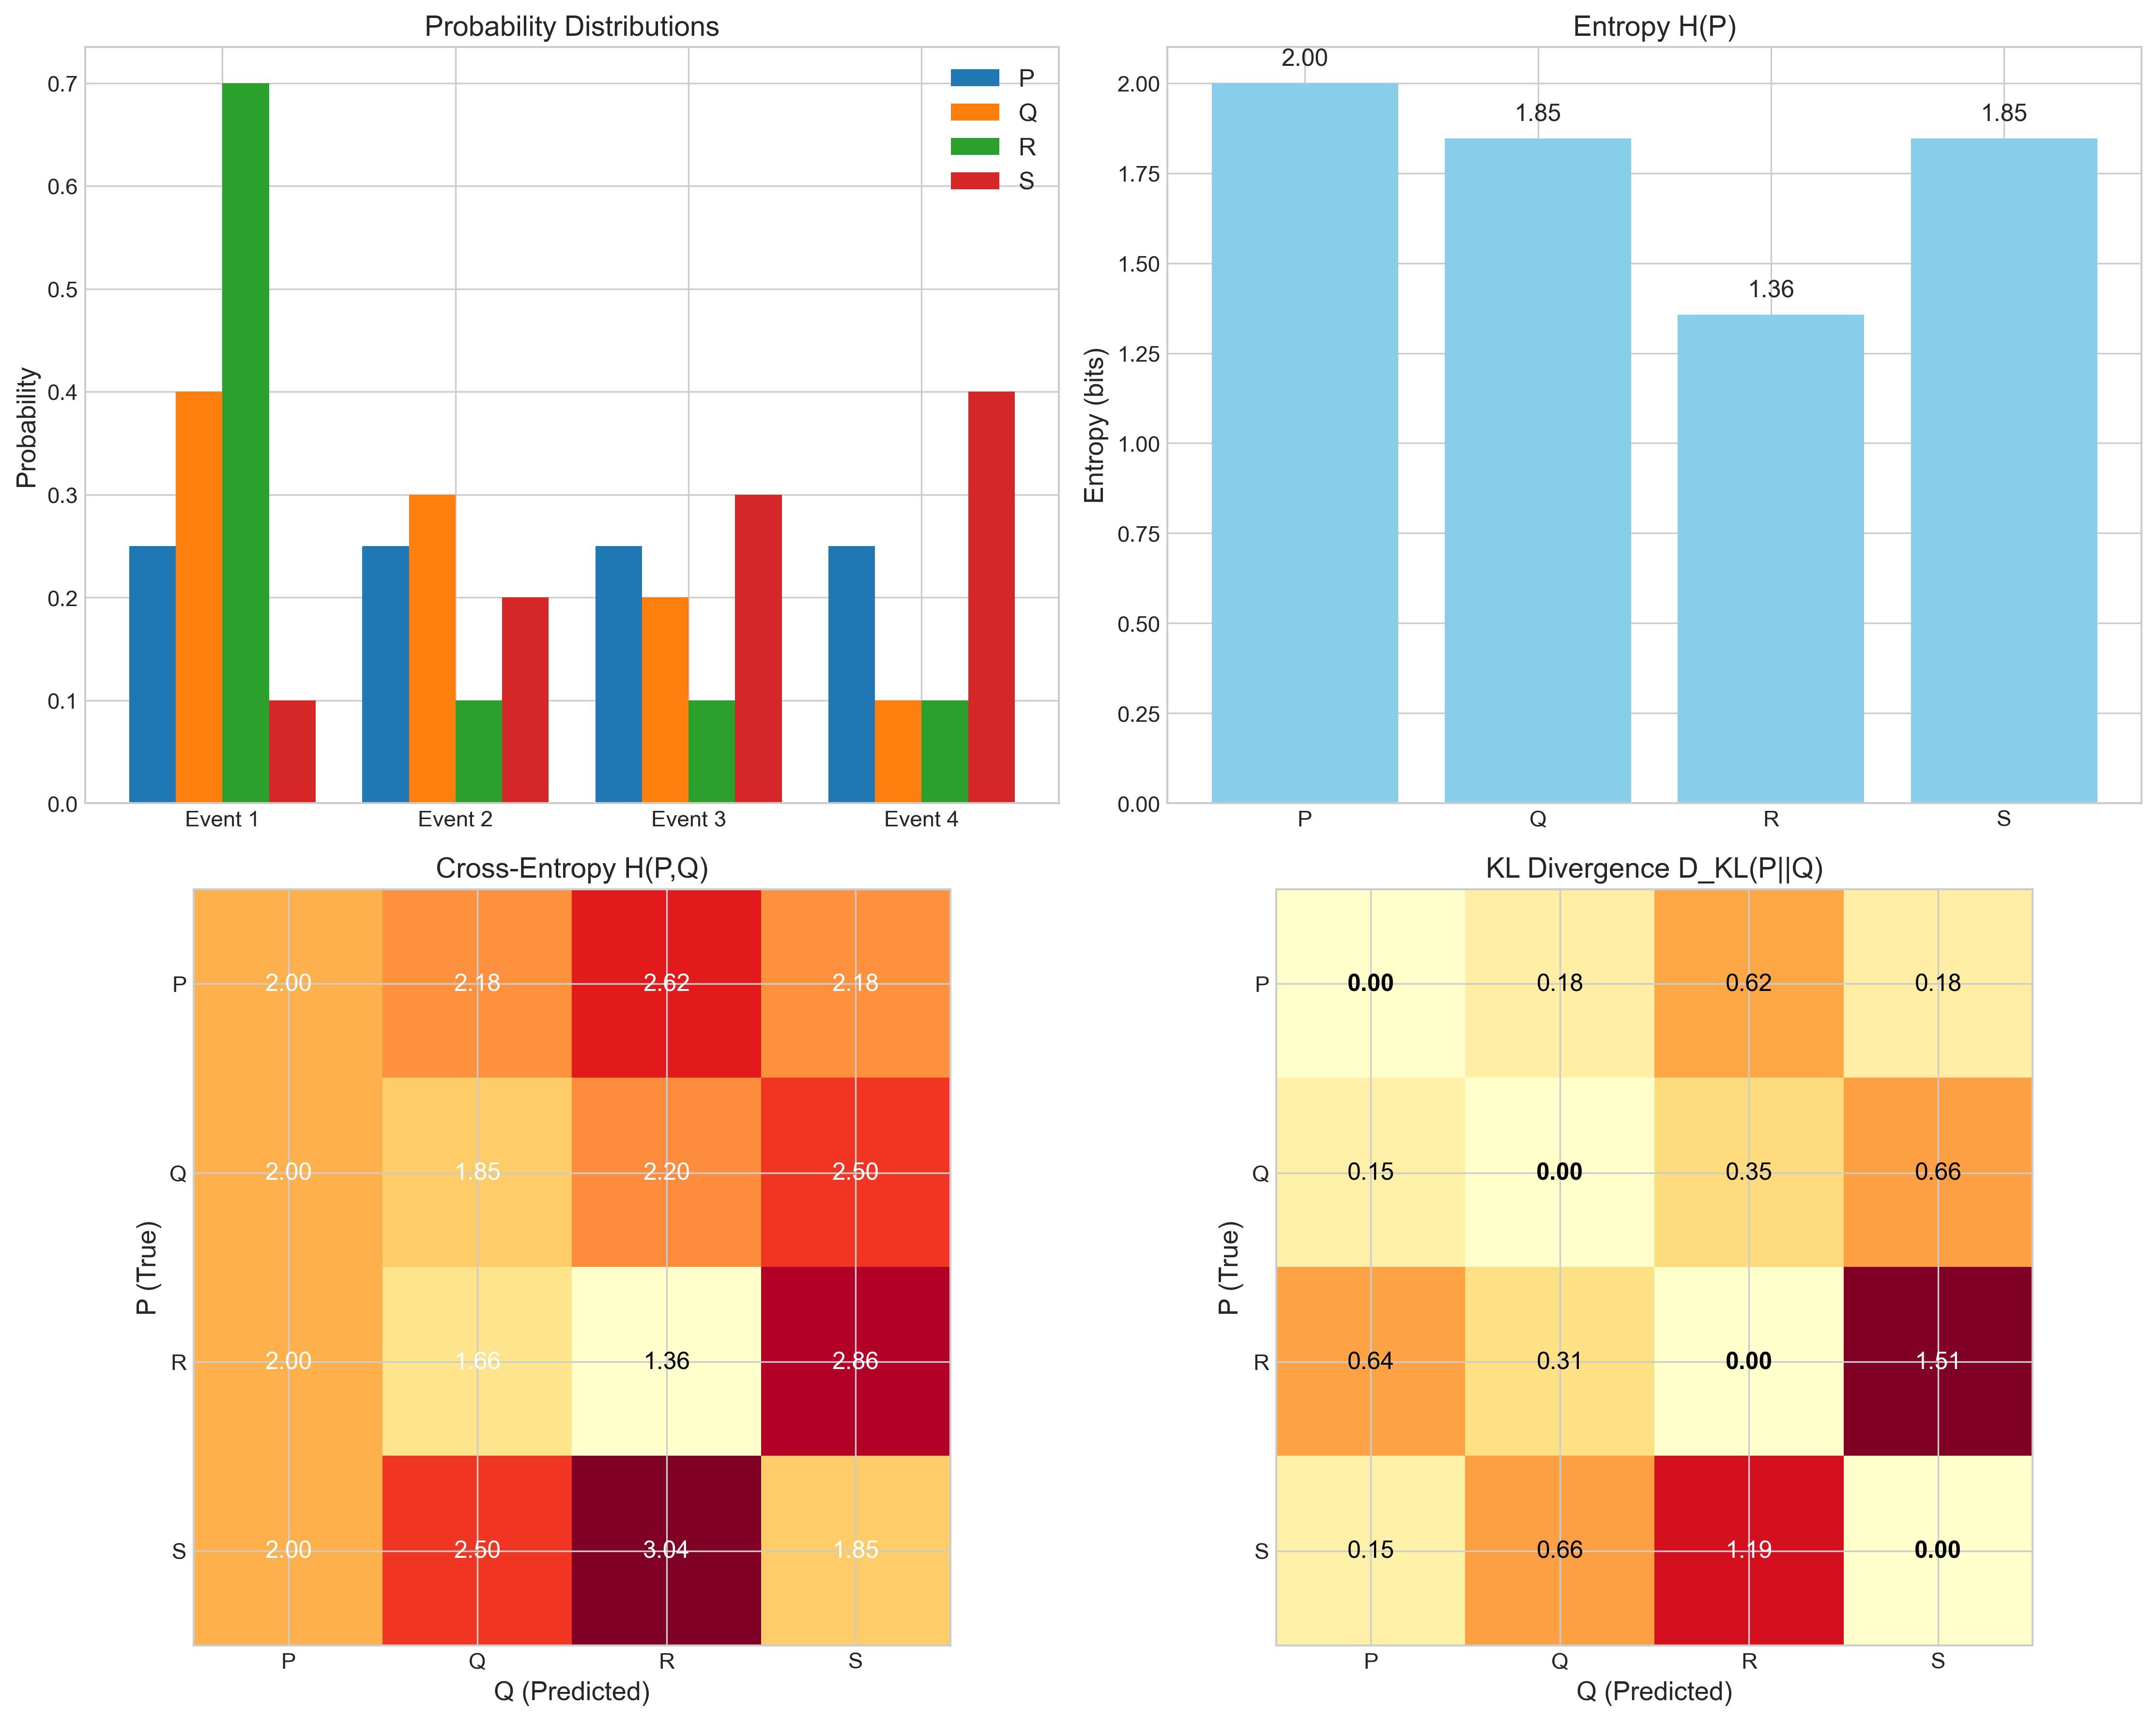 Probability Distributions
0.7
0.6
0.5
0.4
0.3
0.2
0.1
0.0
Probability
P
Q
R
S
Event 1 Event 2 Event 3 Event 4
Entropy H(P)
2.00
1.75
1.50
1.25
1.00
0.75
0.50
0.25
0.00
Entropy (bits)
2.00
1.85
1.36
1.85
P Q R S
Cross-Entropy H(P,Q)
P (True)
P 2.00 2.18 2.62 2.18
Q 2.00 1.85 2.20 2.50
R 2.00 1.66 1.36 2.86
S 2.00 2.50 3.04 1.85
P Q R S
Q (Predicted)
KL Divergence D_KL(P||Q)
P (True)
P 0.00 0.18 0.62 0.18
Q 0.15 0.00 0.35 0.66
R 0.64 0.31 0.00 1.51
S 0.15 0.66 1.19 0.00
P Q R S
Q (Predicted)